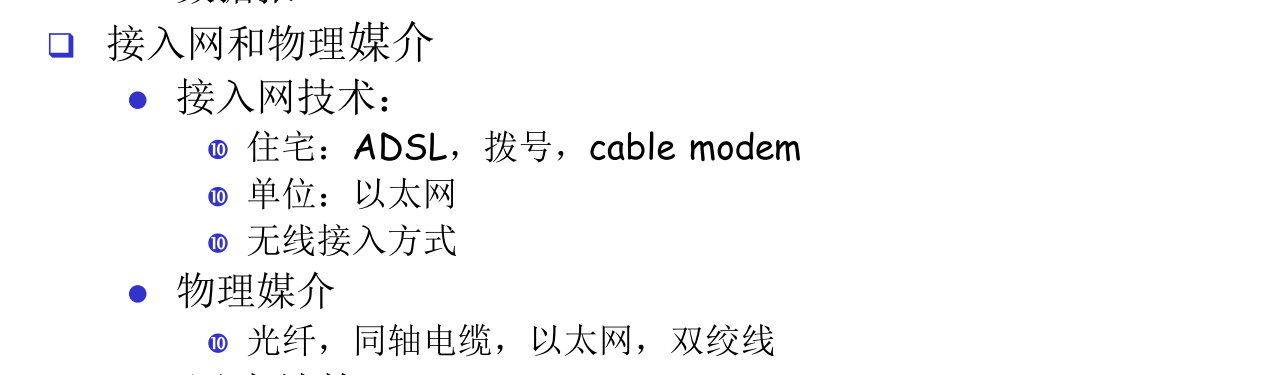 接入网和物理媒介
接入网技术：
住宅：ADSL，拨号，cable modem
单位：以太网
无线接入方式
物理媒介
光纤，同轴电缆，以太网，双绞线